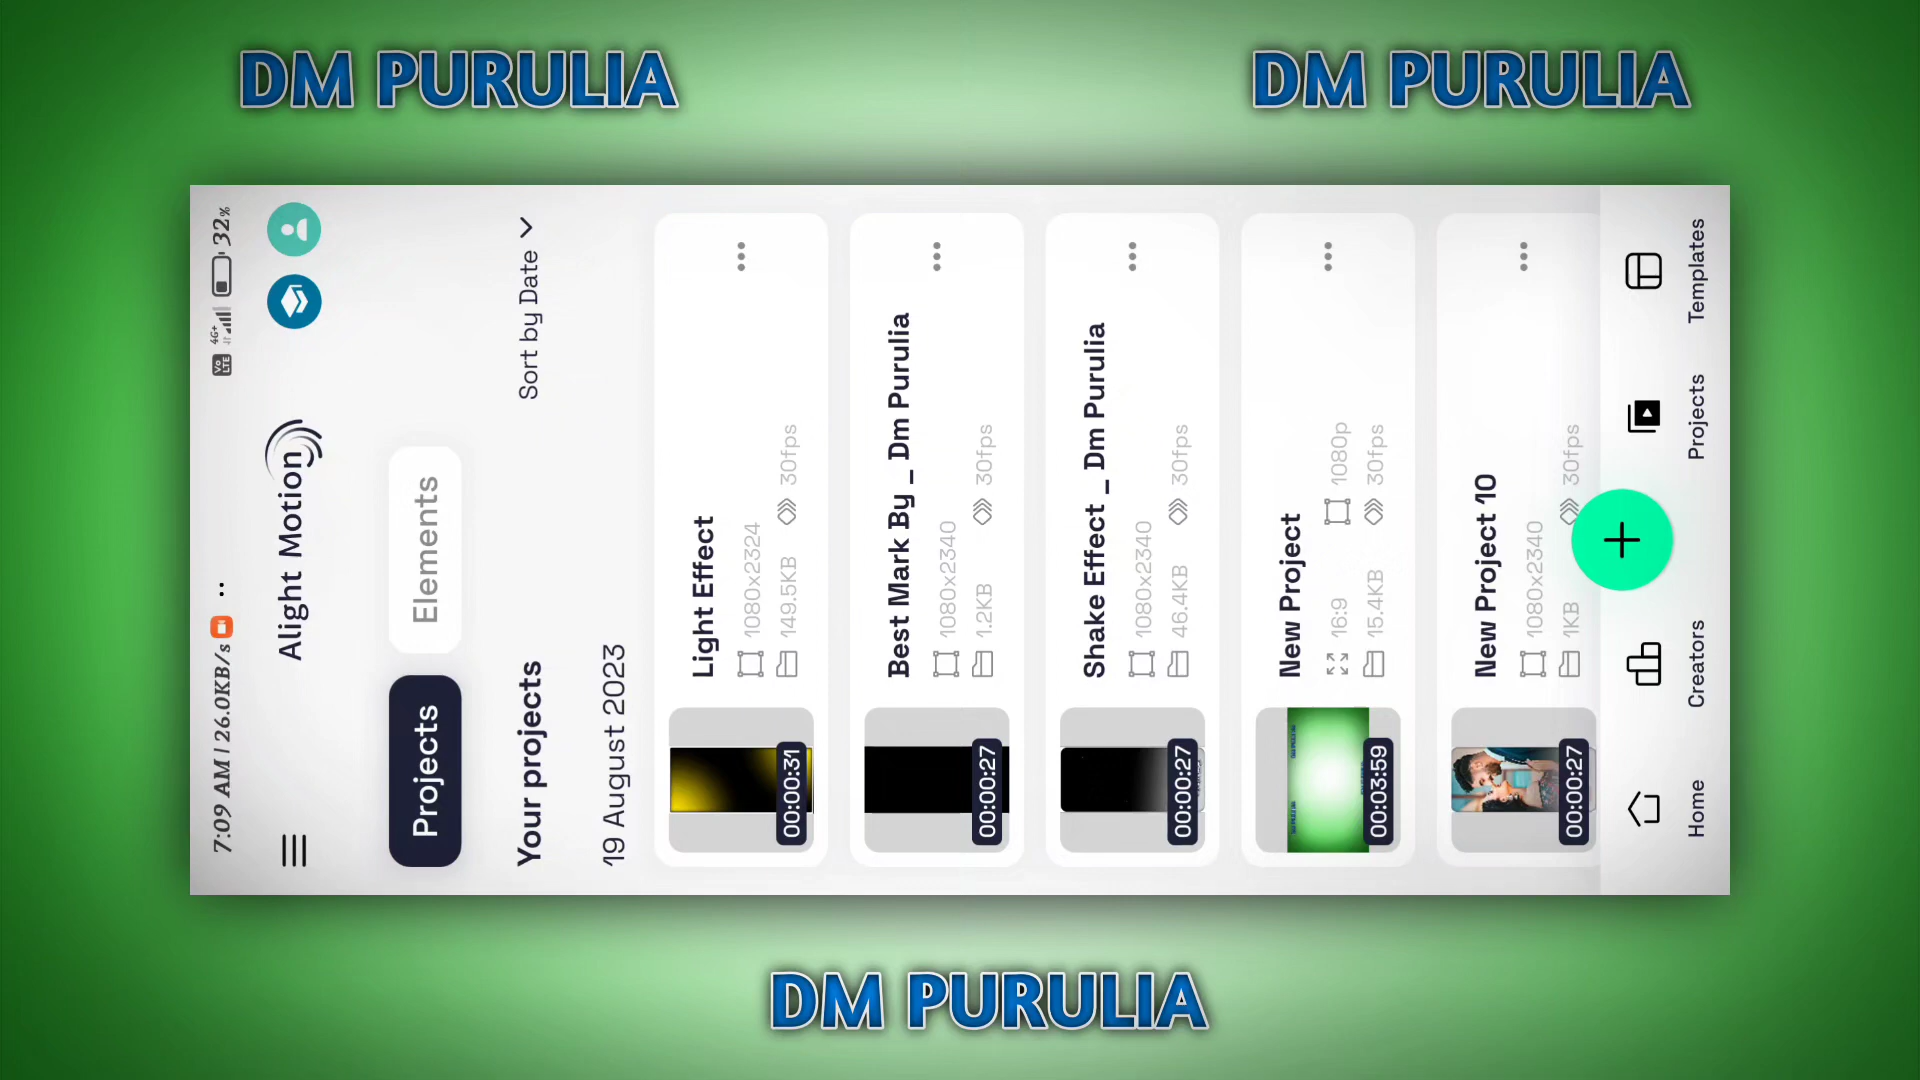 DM PURULIA
DM PURULIA
7:09 AM | 26.0KB/s
Vo LTE
4G+
32%
Alight Motion
Projects
Elements
Your projects
Sort by Date
19 August 2023
Light Effect
1080x2324
149.5KB
30fps
00:00:31
Best Mark By _ Dm Purulia
1080x2340
1.2KB
30fps
00:00:27
Shake Effect _ Dm Purulia
1080x2340
46.4KB
30fps
00:00:27
New Project
16:9
1080p
15.4KB
30fps
00:03:59
New Project 10
1080x2340
1KB
30fps
00:00:27
Home
Creators
Projects
Templates
DM PURULIA